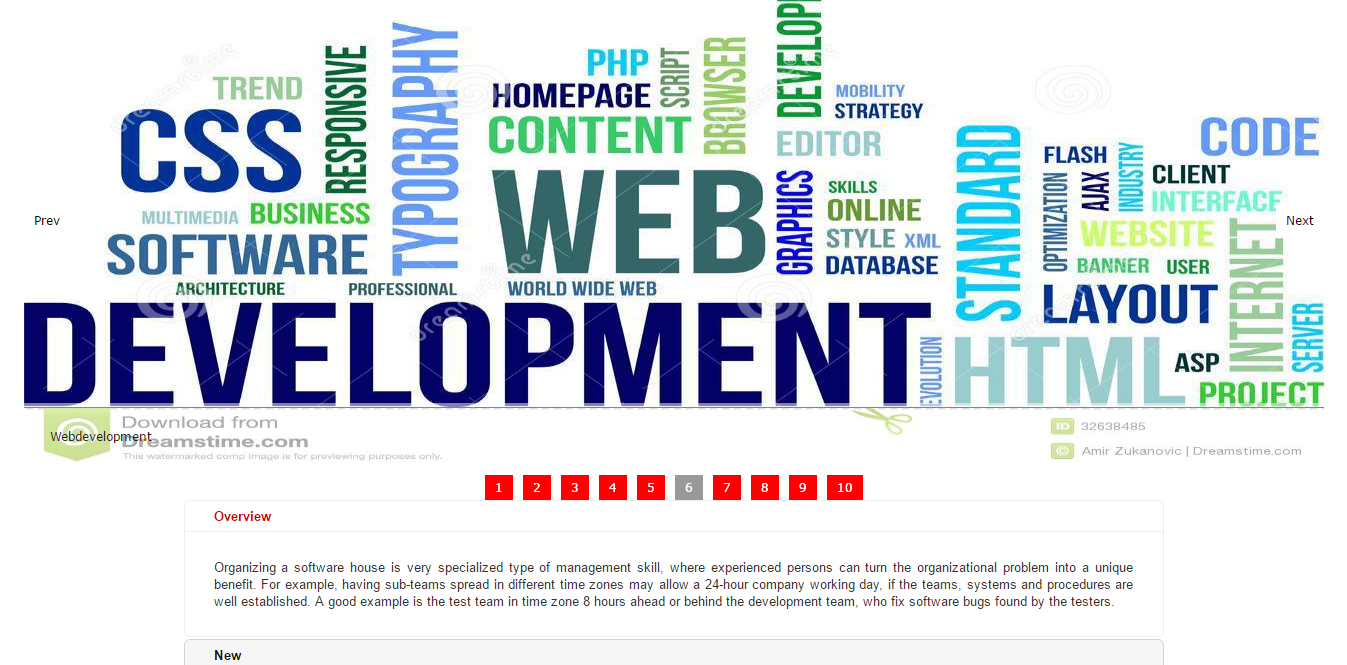 DEVELOP
PHP
TREND
RESPONSIVE
TYPOGRAPHY
HOMEPAGE
SCRIPT
BROWSER
MOBILITY
STRATEGY
CSS
CONTENT
EDITOR
STANDARD
CODE
FLASH
AJAX
INDUSTRY
CLIENT
OPTIMIZATION
INTERFACE
MULTIMEDIA
BUSINESS
WEB
GRAPHICS
SKILLS
ONLINE
Prev
WEBSITE
INTERNET
Next
SOFTWARE
STYLE
XML
DATABASE
BANNER
USER
ARCHITECTURE
PROFESSIONAL
WORLD WIDE WEB
LAYOUT
DEVELOPMENT
EVOLUTION
HTML
ASP
SERVER
PROJECT
Download from
Dreamstime.com
This watermarked comp image is for previewing purposes only.
Webdevelopment
ID 32638485
© Amir Zukanovic | Dreamstime.com
1 2 3 4 5 6 7 8 9 10
Overview
Organizing a software house is very specialized type of management skill, where experienced persons can turn the organizational problem into a unique
benefit. For example, having sub-teams spread in different time zones may allow a 24-hour company working day, if the teams, systems and procedures are
well established. A good example is the test team in time zone 8 hours ahead or behind the development team, who fix software bugs found by the testers.
New